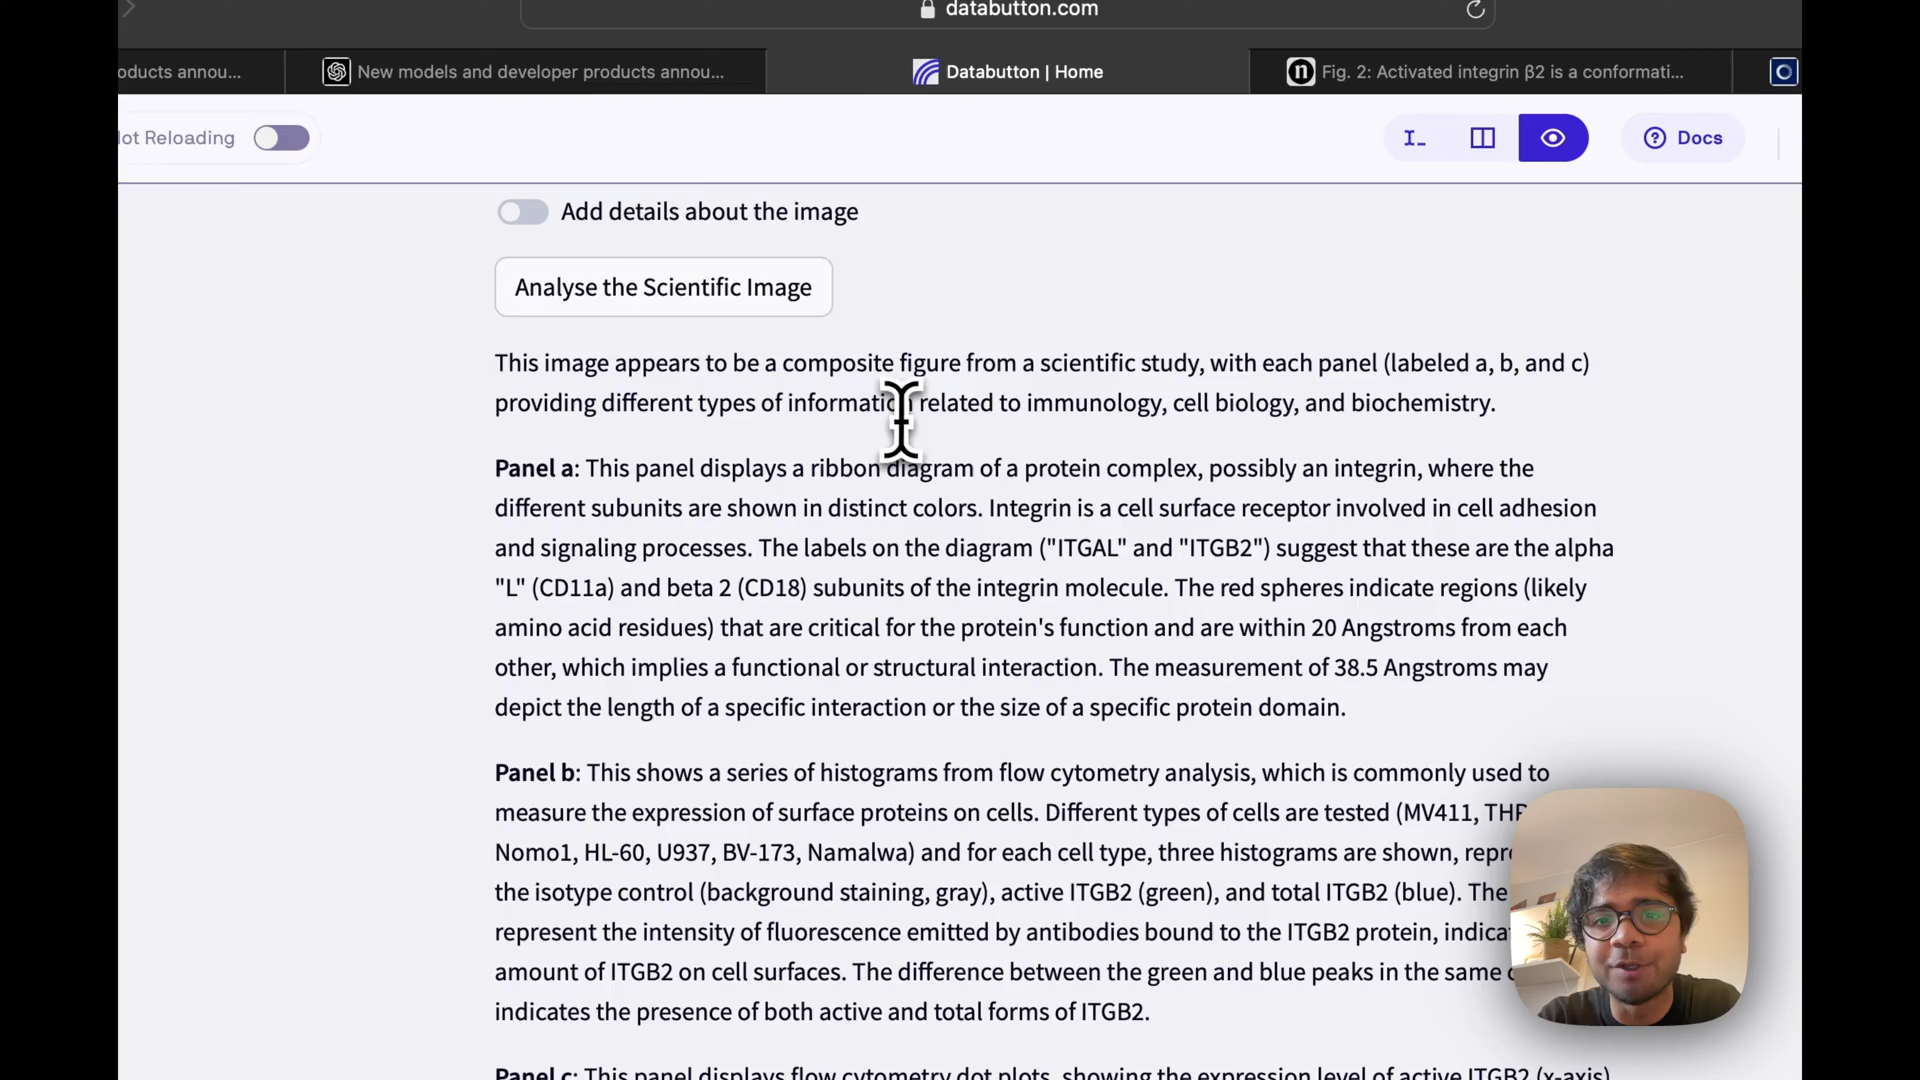 databutton.com
oducts annou...
New models and developer products annou...
Databutton | Home
n
Fig. 2: Activated integrin β2 is a conformati...
ot Reloading
Docs
Add details about the image
Analyse the Scientific Image
This image appears to be a composite figure from a scientific study, with each panel (labeled a, b, and c)
providing different types of information related to immunology, cell biology, and biochemistry.
Panel a: This panel displays a ribbon diagram of a protein complex, possibly an integrin, where the
different subunits are shown in distinct colors. Integrin is a cell surface receptor involved in cell adhesion
and signaling processes. The labels on the diagram ("ITGAL" and "ITGB2") suggest that these are the alpha
"L" (CD11a) and beta 2 (CD18) subunits of the integrin molecule. The red spheres indicate regions (likely
amino acid residues) that are critical for the protein's function and are within 20 Angstroms from each
other, which implies a functional or structural interaction. The measurement of 38.5 Angstroms may
depict the length of a specific interaction or the size of a specific protein domain.
Panel b: This shows a series of histograms from flow cytometry analysis, which is commonly used to
measure the expression of surface proteins on cells. Different types of cells are tested (MV411,
Nomo1, HL-60, U937, BV-173, Namalwa) and for each cell type, three histograms are shown,
the isotype control (background staining, gray), active ITGB2 (green), and total ITGB2 (blue). The
represent the intensity of fluorescence emitted by antibodies bound to the ITGB2 protein,
amount of ITGB2 on cell surfaces. The difference between the green and blue peaks in the same
indicates the presence of both active and total forms of ITGB2.
Panel c: This panel displays flow cytometry dot plots, showing the expression level of active ITGB2 (x-axis)